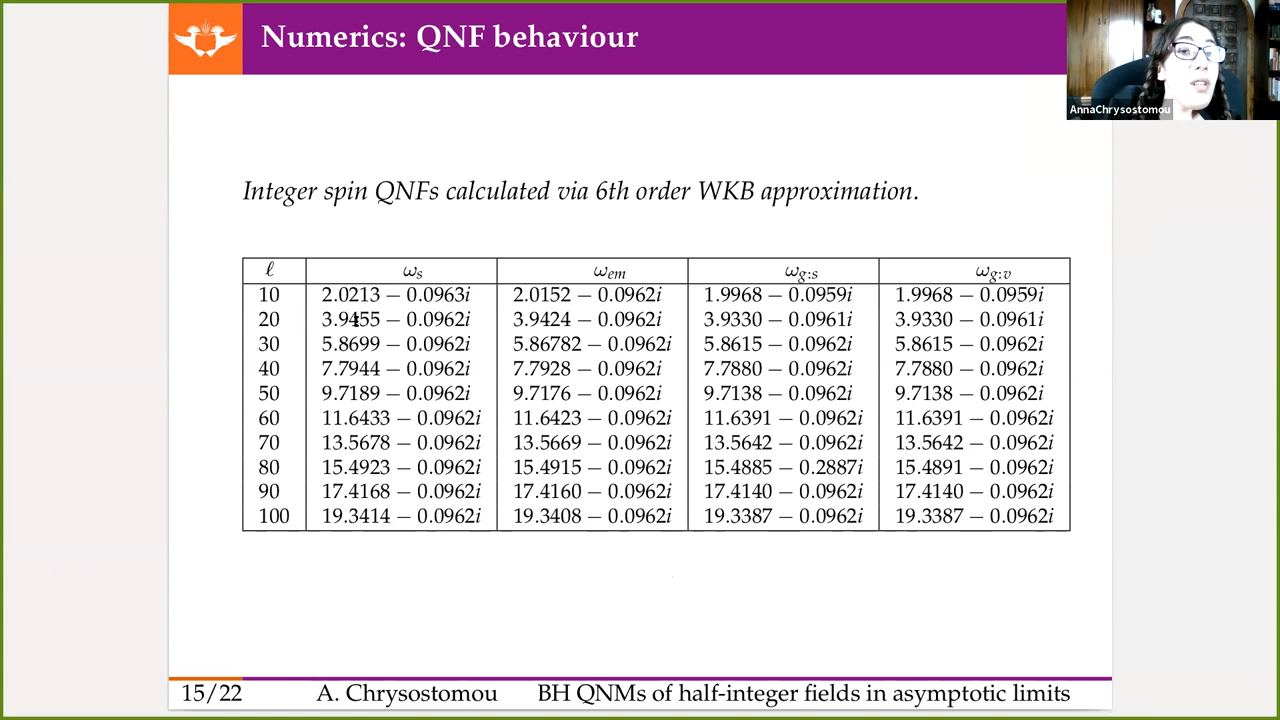 Numerics: QNF behaviour
AnnaChrysostomou
Integer spin QNFs calculated via 6th order WKB approximation.
ℓ ω_s ω_em ω_g:s ω_g:v
10 2.0213 − 0.0963i 2.0152 − 0.0962i 1.9968 − 0.0959i 1.9968 − 0.0959i
20 3.9455 − 0.0962i 3.9424 − 0.0962i 3.9330 − 0.0961i 3.9330 − 0.0961i
30 5.8699 − 0.0962i 5.86782 − 0.0962i 5.8615 − 0.0962i 5.8615 − 0.0962i
40 7.7944 − 0.0962i 7.7928 − 0.0962i 7.7880 − 0.0962i 7.7880 − 0.0962i
50 9.7189 − 0.0962i 9.7176 − 0.0962i 9.7138 − 0.0962i 9.7138 − 0.0962i
60 11.6433 − 0.0962i 11.6423 − 0.0962i 11.6391 − 0.0962i 11.6391 − 0.0962i
70 13.5678 − 0.0962i 13.5669 − 0.0962i 13.5642 − 0.0962i 13.5642 − 0.0962i
80 15.4923 − 0.0962i 15.4915 − 0.0962i 15.4885 − 0.2887i 15.4891 − 0.0962i
90 17.4168 − 0.0962i 17.4160 − 0.0962i 17.4140 − 0.0962i 17.4140 − 0.0962i
100 19.3414 − 0.0962i 19.3408 − 0.0962i 19.3387 − 0.0962i 19.3387 − 0.0962i
15/22 A. Chrysostomou BH QNMs of half-integer fields in asymptotic limits